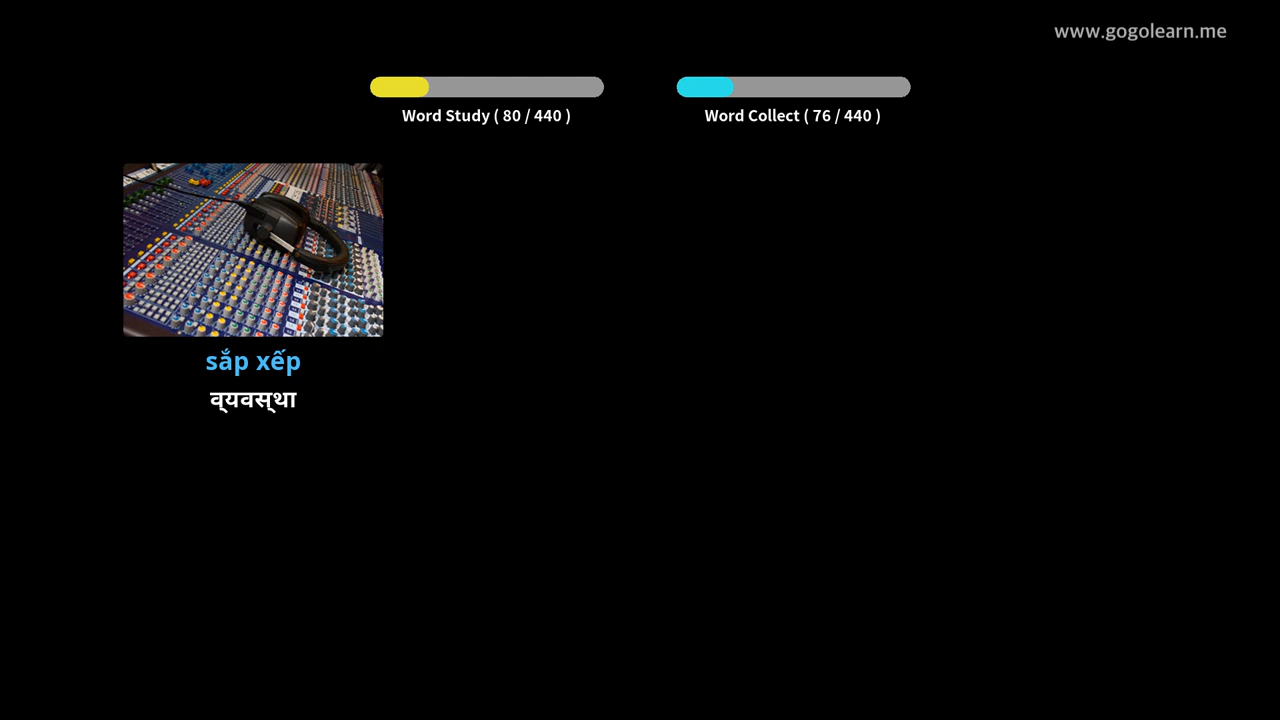 www.gogolearn.me
Word Study ( 80 / 440 )
Word Collect ( 76 / 440 )
sắp xếp
व्यवस्था